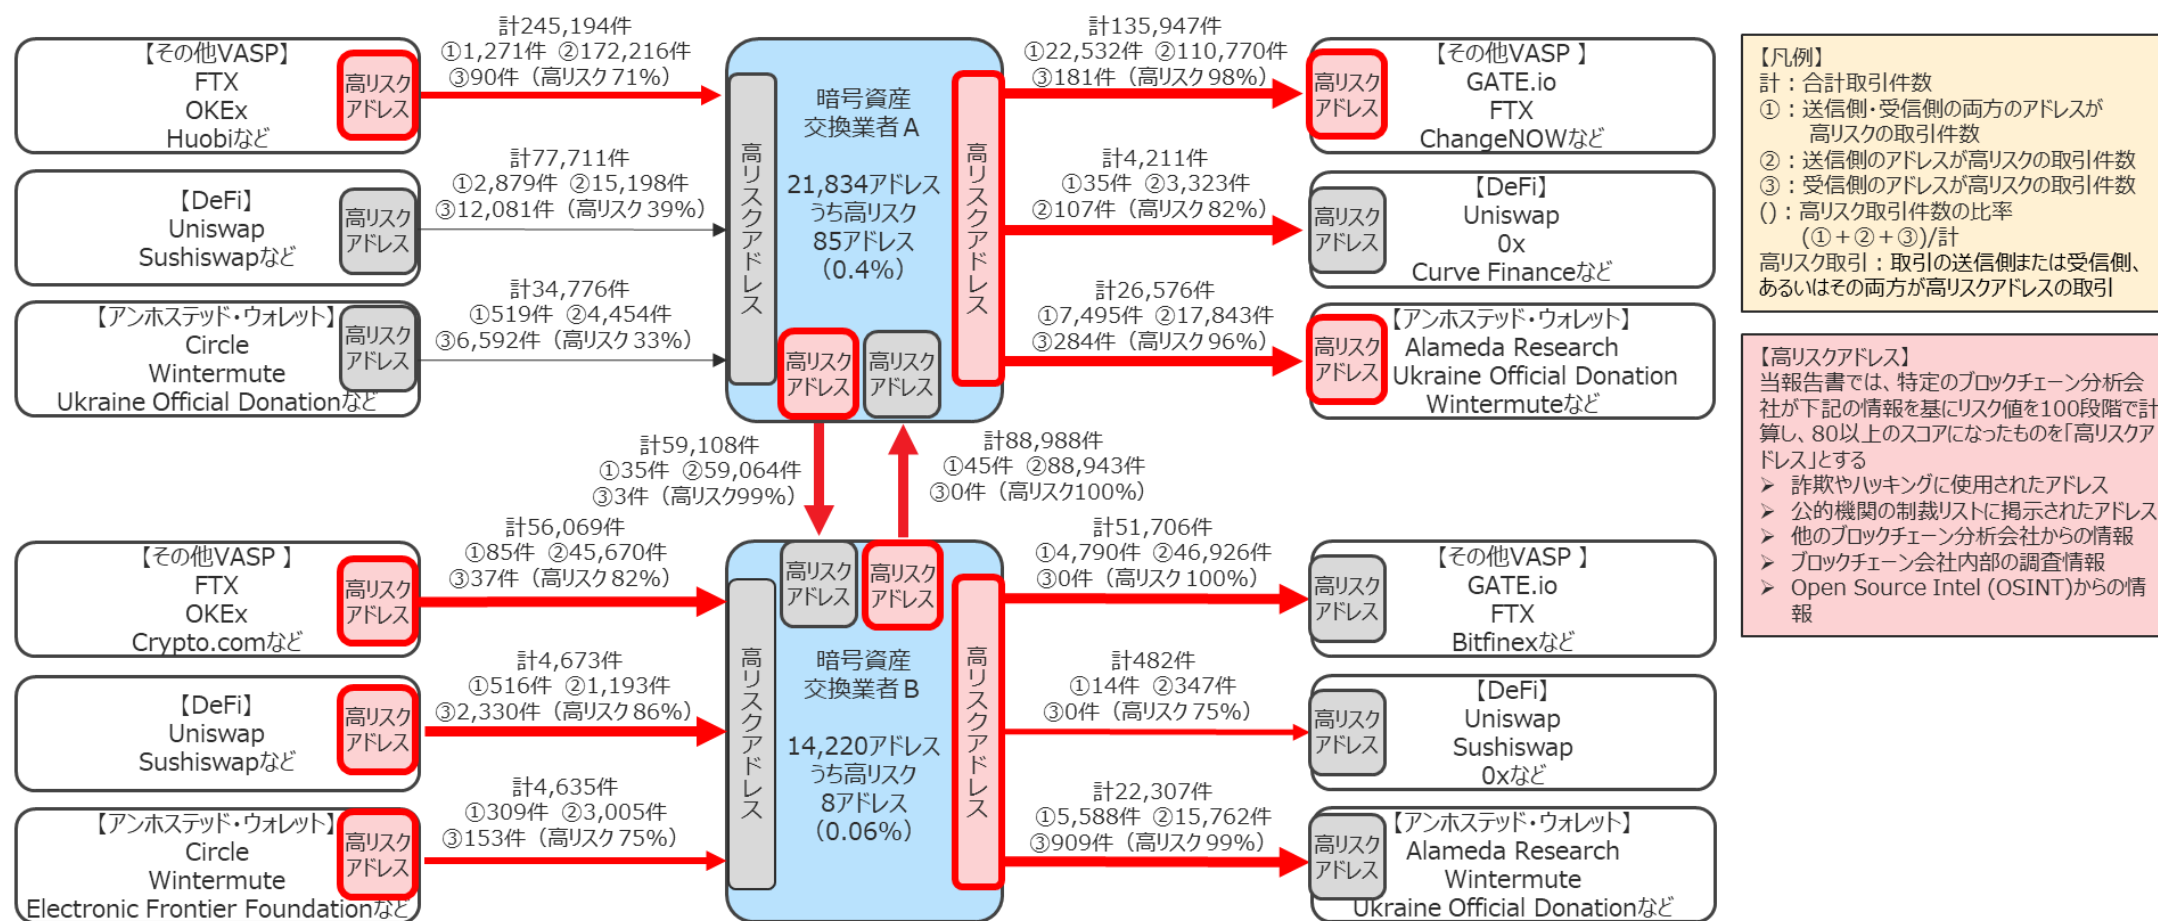 計245,194件
①1,271件 ②172,216件
③90件（高リスク 71%）
【その他VASP】
FTX
OKEx
Huobiなど
高リスク
アドレス
計77,711件
①2,879件 ②15,198件
③12,081件（高リスク 39%）
【DeFi】
Uniswap
Sushiswapなど
高リスク
アドレス
計34,776件
①519件 ②4,454件
③6,592件（高リスク 33%）
【アンホステッド・ウォレット】
Circle
Wintermute
Ukraine Official Donationなど
高リスク
アドレス
高リスクアドレス
暗号資産
交換業者 A
21,834アドレス
うち高リスク
85アドレス
（0.4%）
高リスクアドレス
高リスク
アドレス
高リスク
アドレス
計135,947件
①22,532件 ②110,770件
③181件（高リスク 98%）
高リスク
アドレス
【その他VASP 】
GATE.io
FTX
ChangeNOWなど
計4,211件
①35件 ②3,323件
②107件（高リスク 82%）
高リスク
アドレス
【DeFi】
Uniswap
0x
Curve Financeなど
計26,576件
①7,495件 ②17,843件
③284件（高リスク 96%）
高リスク
アドレス
【アンホステッド・ウォレット】
Alameda Research
Ukraine Official Donation
Wintermuteなど
計59,108件
①35件 ②59,064件
③3件（高リスク99%）
計88,988件
①45件 ②88,943件
③0件（高リスク100%）
計56,069件
①85件 ②45,670件
③37件（高リスク 82%）
【その他VASP 】
FTX
OKEx
Crypto.comなど
高リスク
アドレス
計4,673件
①516件 ②1,193件
③2,330件（高リスク 86%）
【DeFi】
Uniswap
Sushiswapなど
高リスク
アドレス
計4,635件
①309件 ②3,005件
③153件（高リスク 75%）
【アンホステッド・ウォレット】
Circle
Wintermute
Electronic Frontier Foundationなど
高リスク
アドレス
高リスク
アドレス
高リスク
アドレス
高リスクアドレス
暗号資産
交換業者 B
14,220アドレス
うち高リスク
8アドレス
（0.06%）
高リスクアドレス
計51,706件
①4,790件 ②46,926件
③0件（高リスク 100%）
高リスク
アドレス
【その他VASP 】
GATE.io
FTX
Bitfinexなど
計482件
①14件 ②347件
③0件（高リスク 75%）
高リスク
アドレス
【DeFi】
Uniswap
Sushiswap
0xなど
計22,307件
①5,588件 ②15,762件
③909件（高リスク 99%）
高リスク
アドレス
【アンホステッド・ウォレット】
Alameda Research
Wintermute
Ukraine Official Donationなど
【凡例】
計：合計取引件数
①：送信側・受信側の両方のアドレスが
高リスクの取引件数
②：送信側のアドレスが高リスクの取引件数
③：受信側のアドレスが高リスクの取引件数
()：高リスク取引件数の比率
(①＋②＋③)/計
高リスク取引：取引の送信側または受信側、
あるいはその両方が高リスクアドレスの取引
【高リスクアドレス】
当報告書では、特定のブロックチェーン分析会
社が下記の情報を基にリスク値を100段階で計
算し、80以上のスコアになったものを「高リスクア
ドレス」とする
➢ 詐欺やハッキングに使用されたアドレス
➢ 公的機関の制裁リストに掲示されたアドレス
➢ 他のブロックチェーン分析会社からの情報
➢ ブロックチェーン会社内部の調査情報
➢ Open Source Intel (OSINT)からの情
報